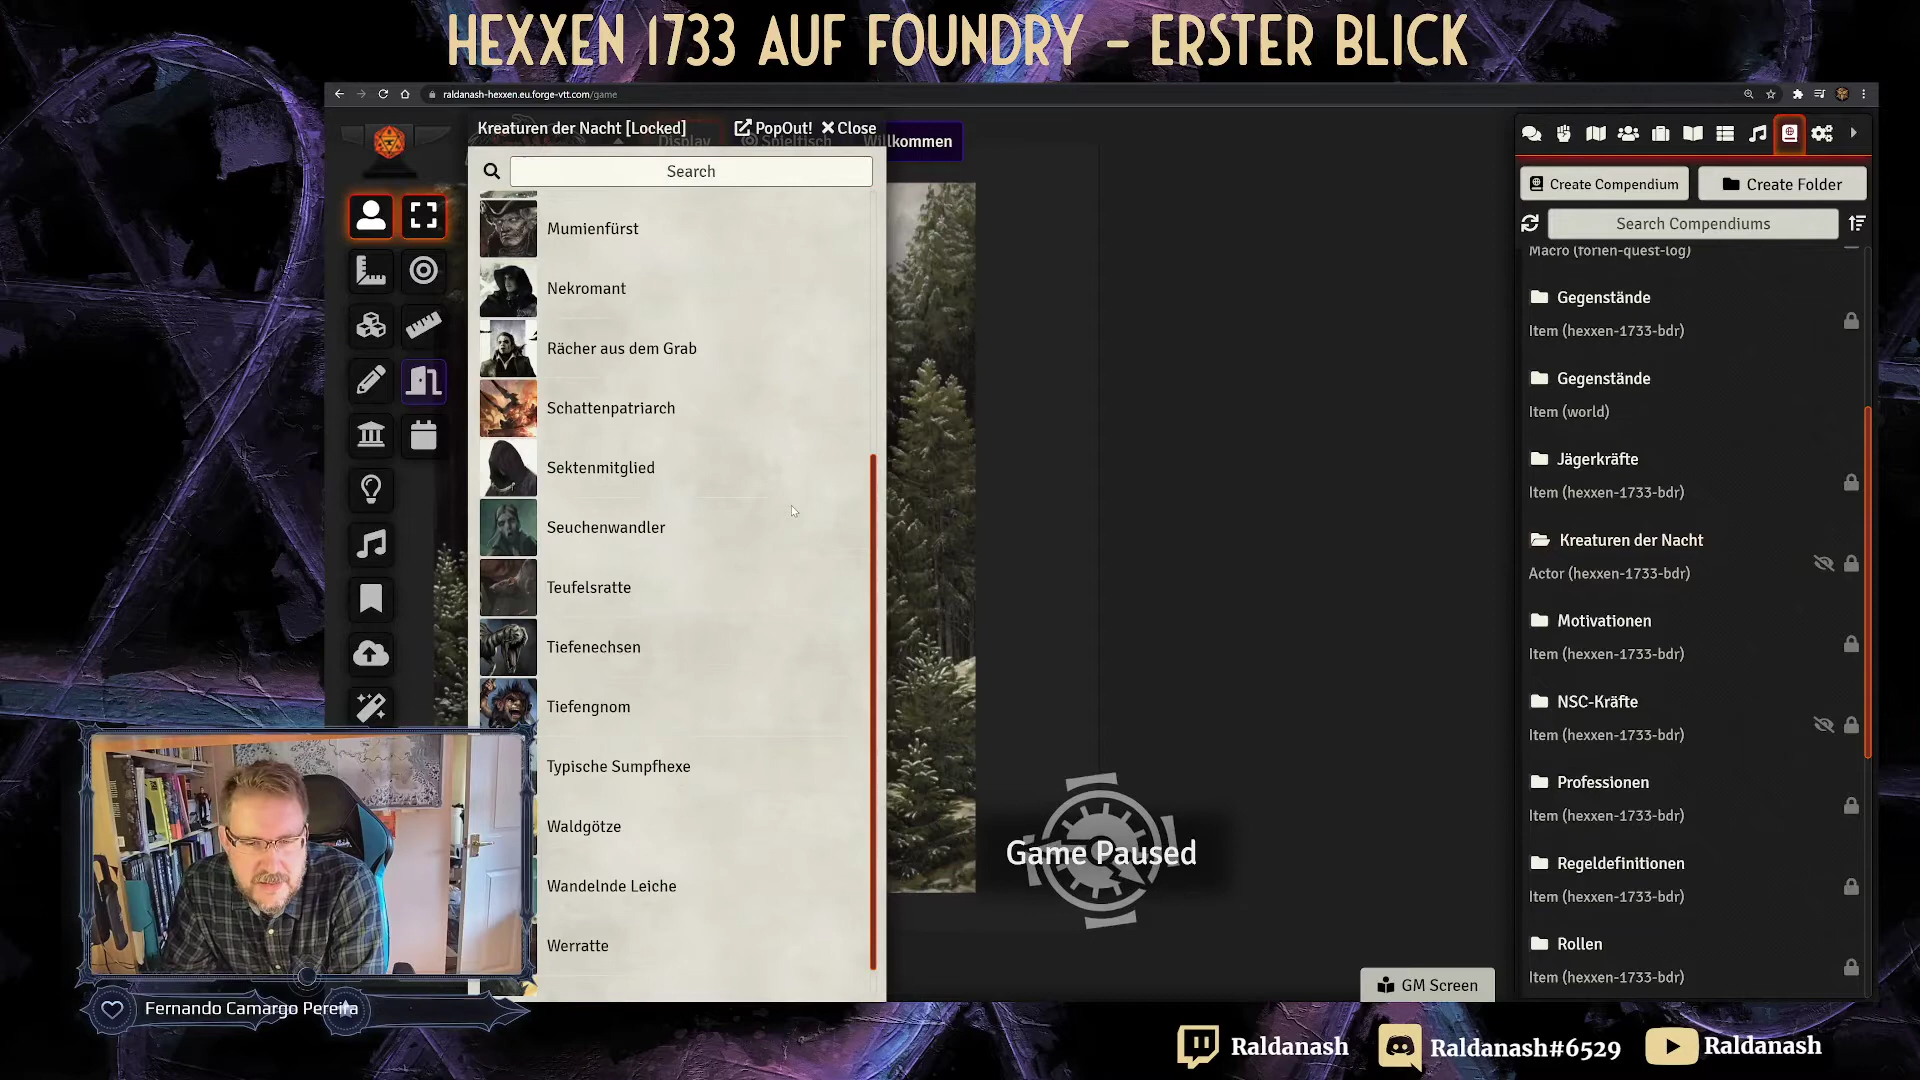 HEXXEN 1733 AUF FOUNDRY - ERSTER BLICK
raldanash-hexxen.eu.forge-vtt.com/game
Kreaturen der Nacht [Locked]
PopOut!
Close
Display
Spieltisch
Willkommen
Search
Mumienfürst
Nekromant
Rächer aus dem Grab
Schattenpatriarch
Sektenmitglied
Seuchenwandler
Teufelsratte
Tiefenechsen
Tiefengnom
Typische Sumpfhexe
Waldgötze
Wandelnde Leiche
Werratte
Game Paused
GM Screen
Create Compendium
Create Folder
Search Compendiums
Macro (forien-quest-log)
Gegenstände
Item (hexxen-1733-bdr)
Gegenstände
Item (world)
Jägerkräfte
Item (hexxen-1733-bdr)
Kreaturen der Nacht
Actor (hexxen-1733-bdr)
Motivationen
Item (hexxen-1733-bdr)
NSC-Kräfte
Item (hexxen-1733-bdr)
Professionen
Item (hexxen-1733-bdr)
Regeldefinitionen
Item (hexxen-1733-bdr)
Rollen
Item (hexxen-1733-bdr)
Fernando Camargo Pereira
Raldanash
Raldanash#6529
Raldanash